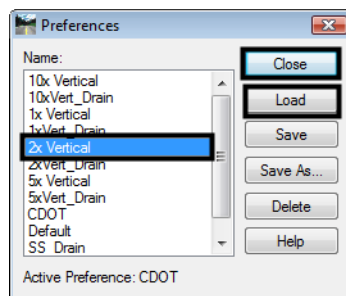 Preferences
Name:
10x Vertical
10xVert_Drain
1x Vertical
1xVert_Drain
2x Vertical
2xVert_Drain
5x Vertical
5xVert_Drain
CDOT
Default
SS_Drain
Close
Load
Save
Save As...
Delete
Help
Active Preference: CDOT